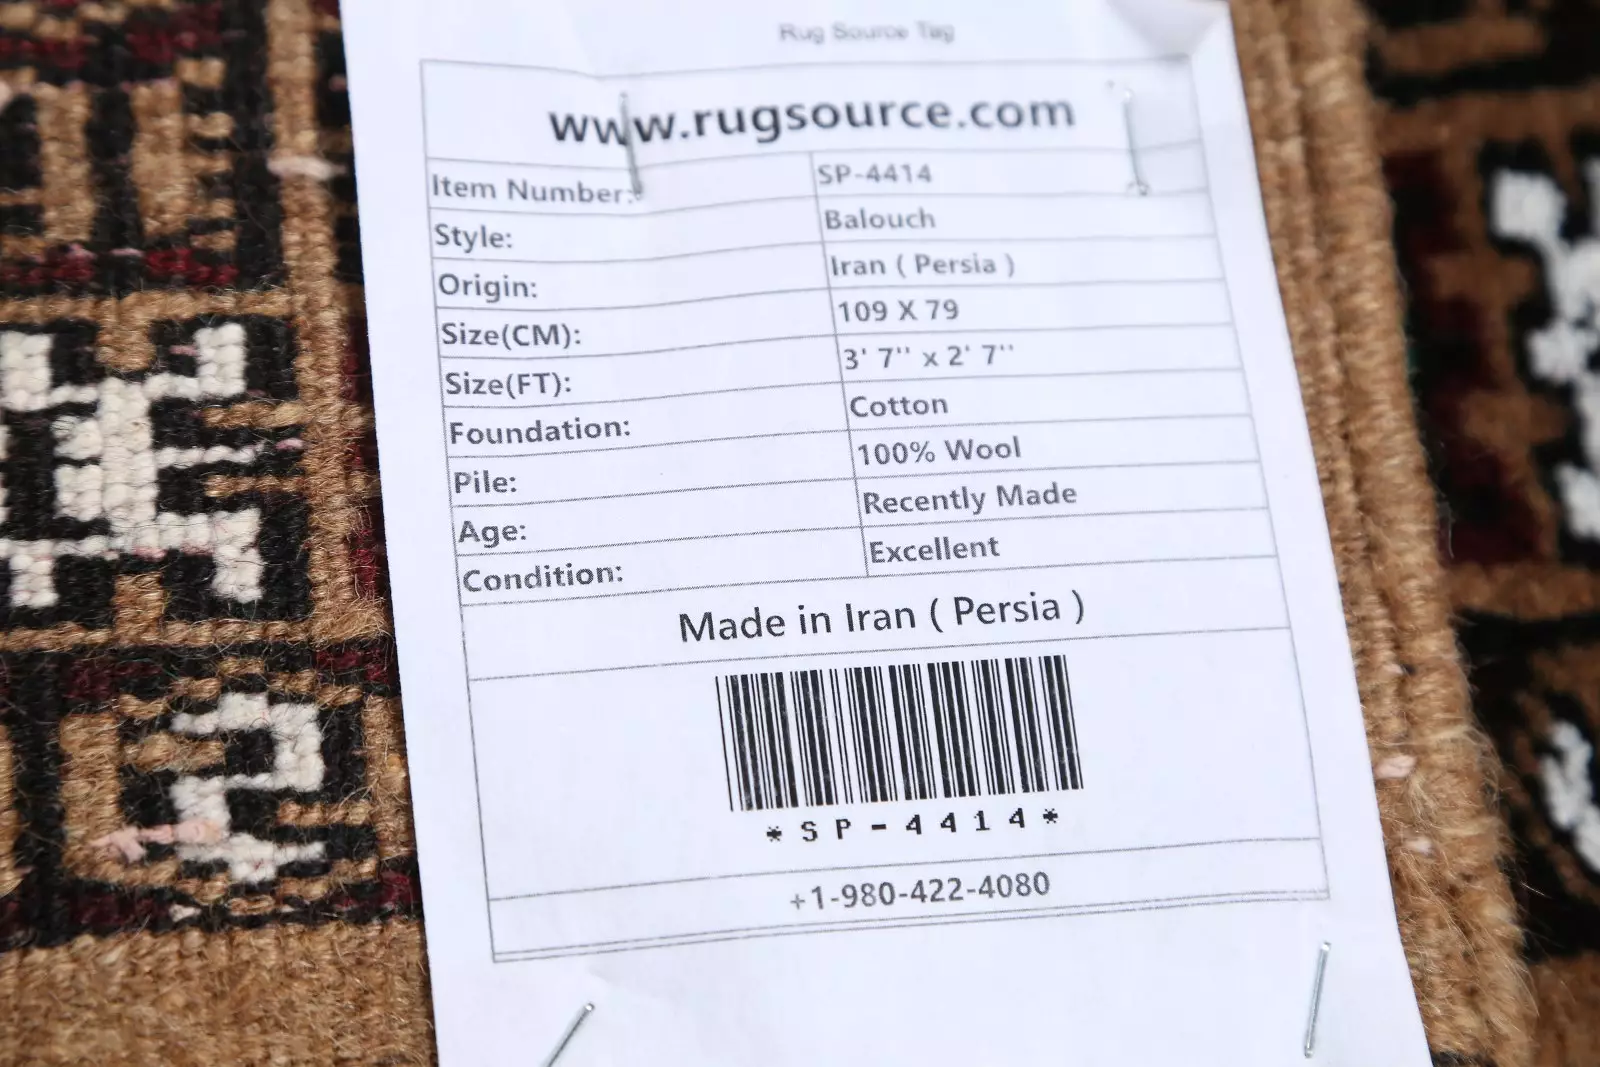 Rug Source Tag
www.rugsource.com
Item Number: SP-4414
Style: Balouch
Origin: Iran ( Persia )
Size(CM): 109 X 79
Size(FT): 3' 7'' x 2' 7''
Foundation: Cotton
Pile: 100% Wool
Age: Recently Made
Condition: Excellent
Made in Iran ( Persia )
*SP-4414*
+1-980-422-4080